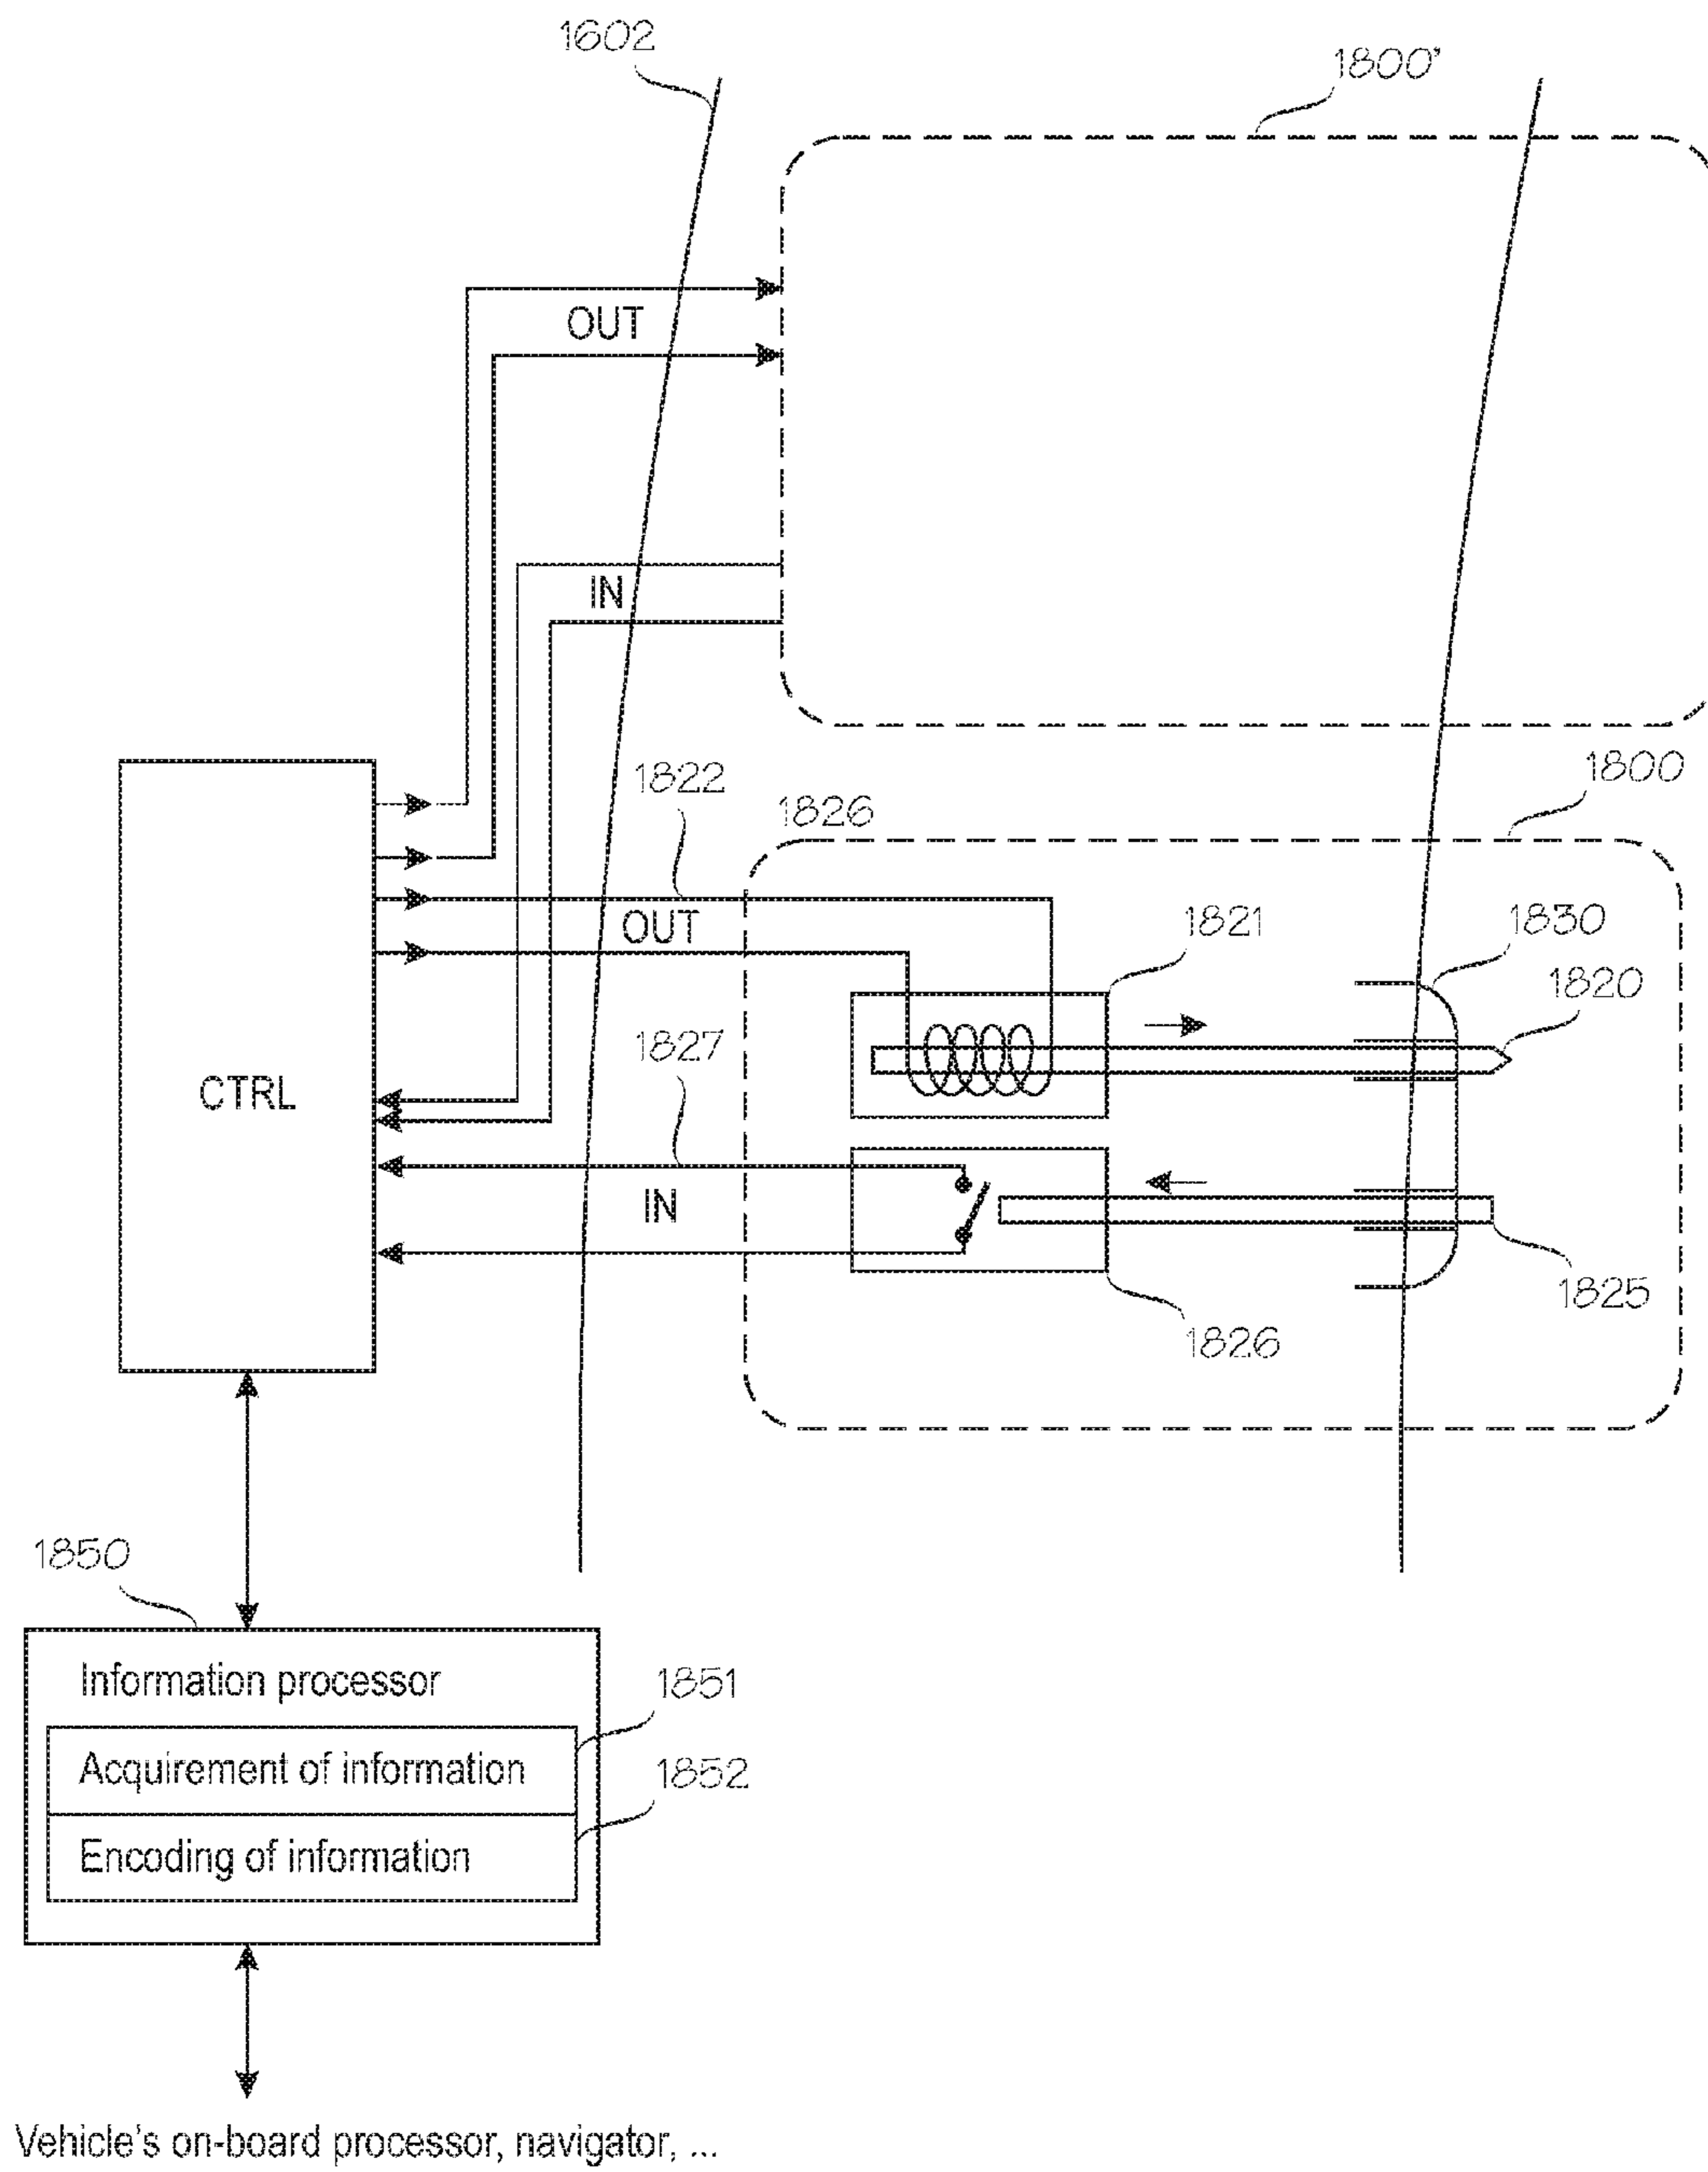 1602
1800'
OUT
IN
1822
1826
1800
OUT
1821
1830
1820
1827
CTRL
IN
1825
1826
1850
Information processor
1851
Acquirement of information
1852
Encoding of information
Vehicle's on-board processor, navigator, ...